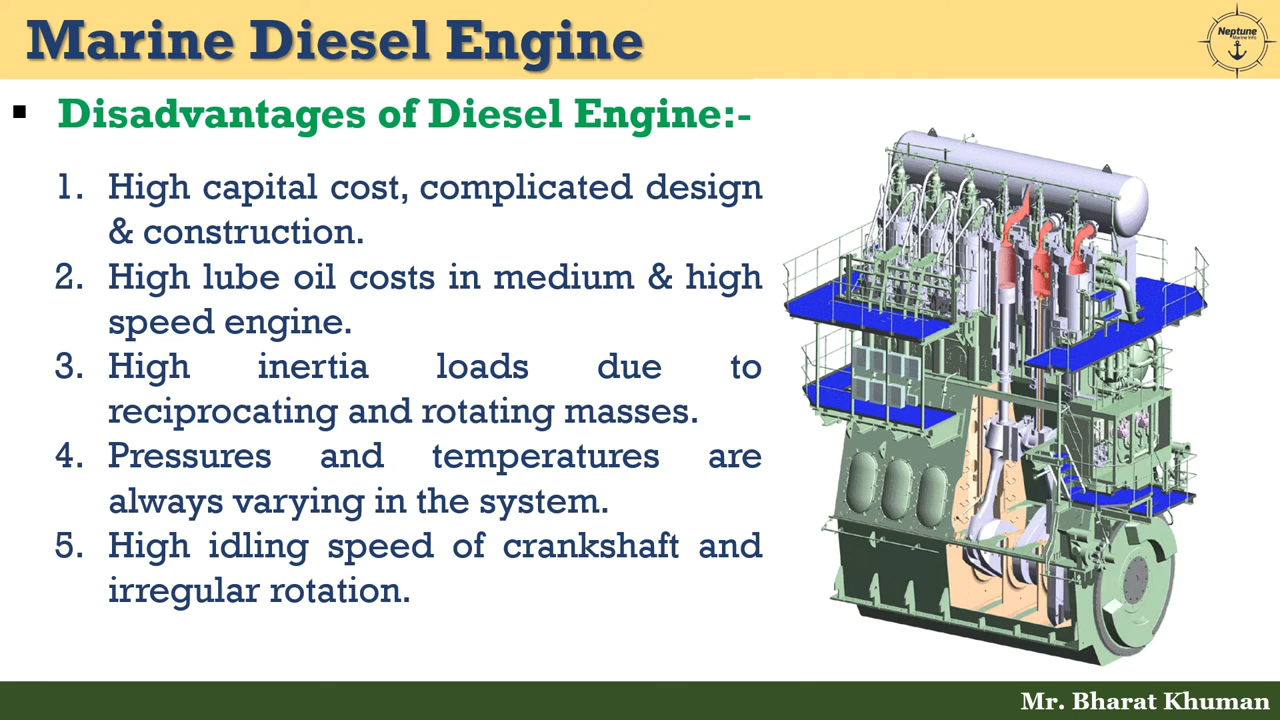 Marine Diesel Engine
Neptune
Marine Info
▪ Disadvantages of Diesel Engine:-
1. High capital cost, complicated design
& construction.
2. High lube oil costs in medium & high
speed engine.
3. High inertia loads due to
reciprocating and rotating masses.
4. Pressures and temperatures are
always varying in the system.
5. High idling speed of crankshaft and
irregular rotation.
Mr. Bharat Khuman